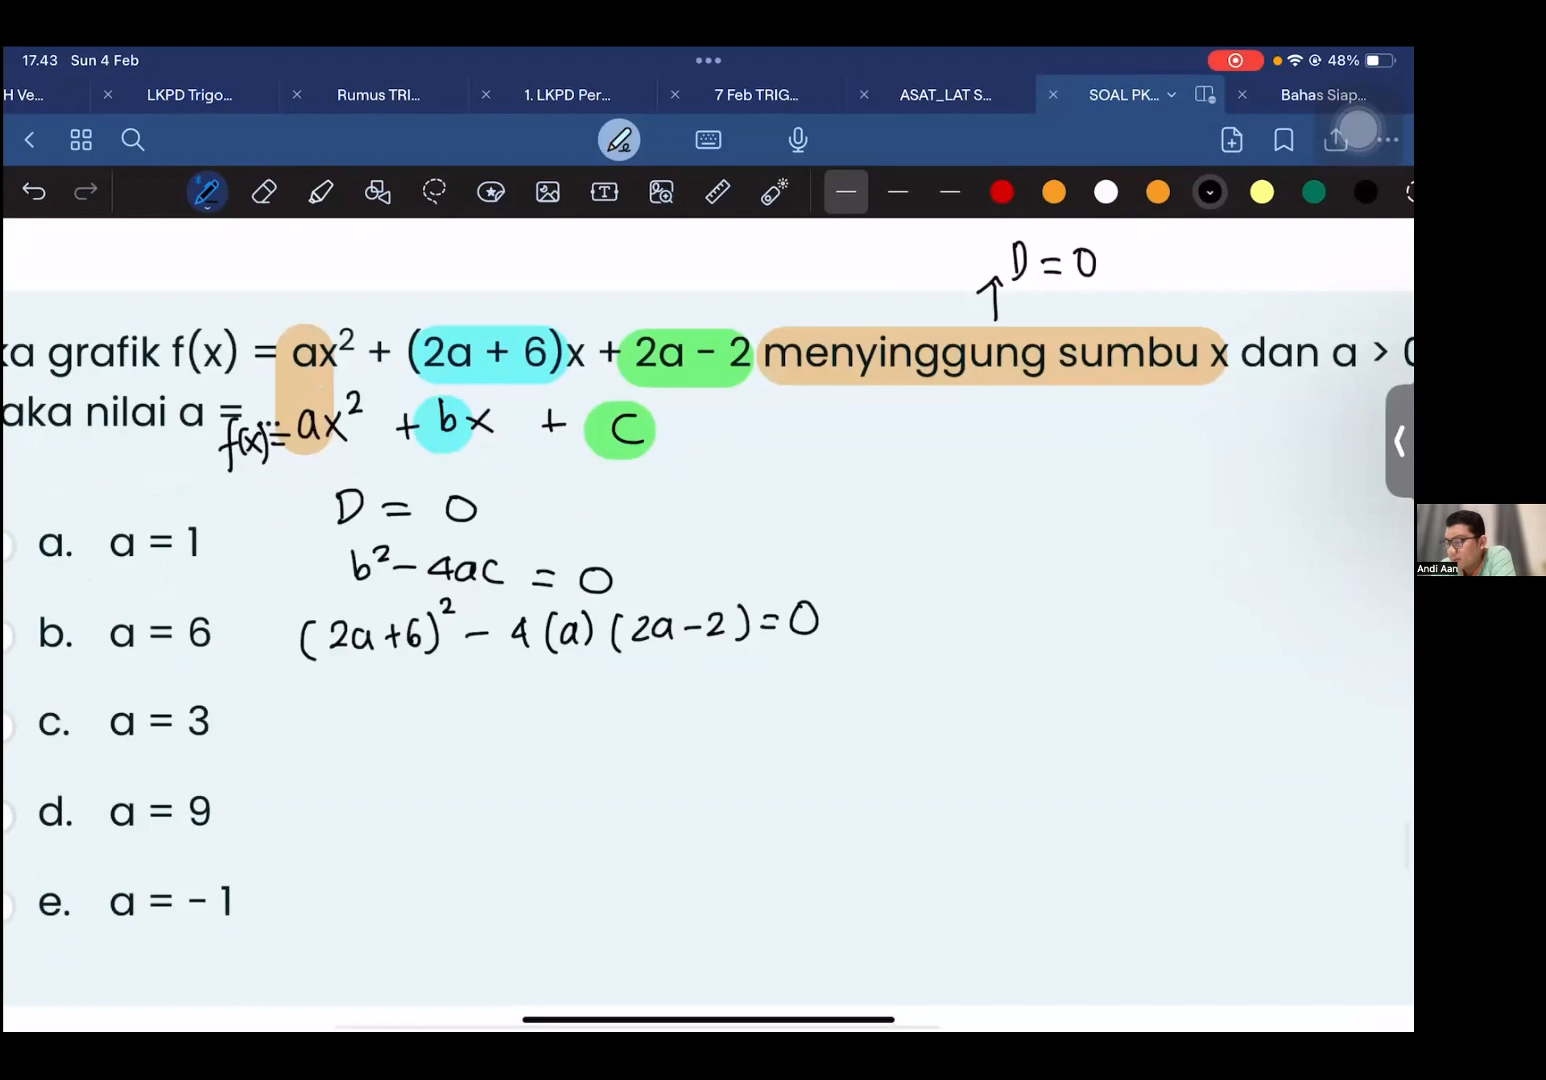 17.43 Sun 4 Feb 48%
H Ve... LKPD Trigo... Rumus TRI... 1. LKPD Per... 7 Feb TRIG... ASAT_LAT S... SOAL PK... Bahas Siap...
D = 0
ka grafik f(x) = ax² + (2a + 6)x + 2a - 2 menyinggung sumbu x dan a > 0
aka nilai a = ...
f(x) = ax² + bx + c
D = 0
a. a = 1
b² - 4ac = 0
b. a = 6
(2a+6)² - 4(a)(2a-2) = 0
c. a = 3
d. a = 9
e. a = - 1
Andi Aan